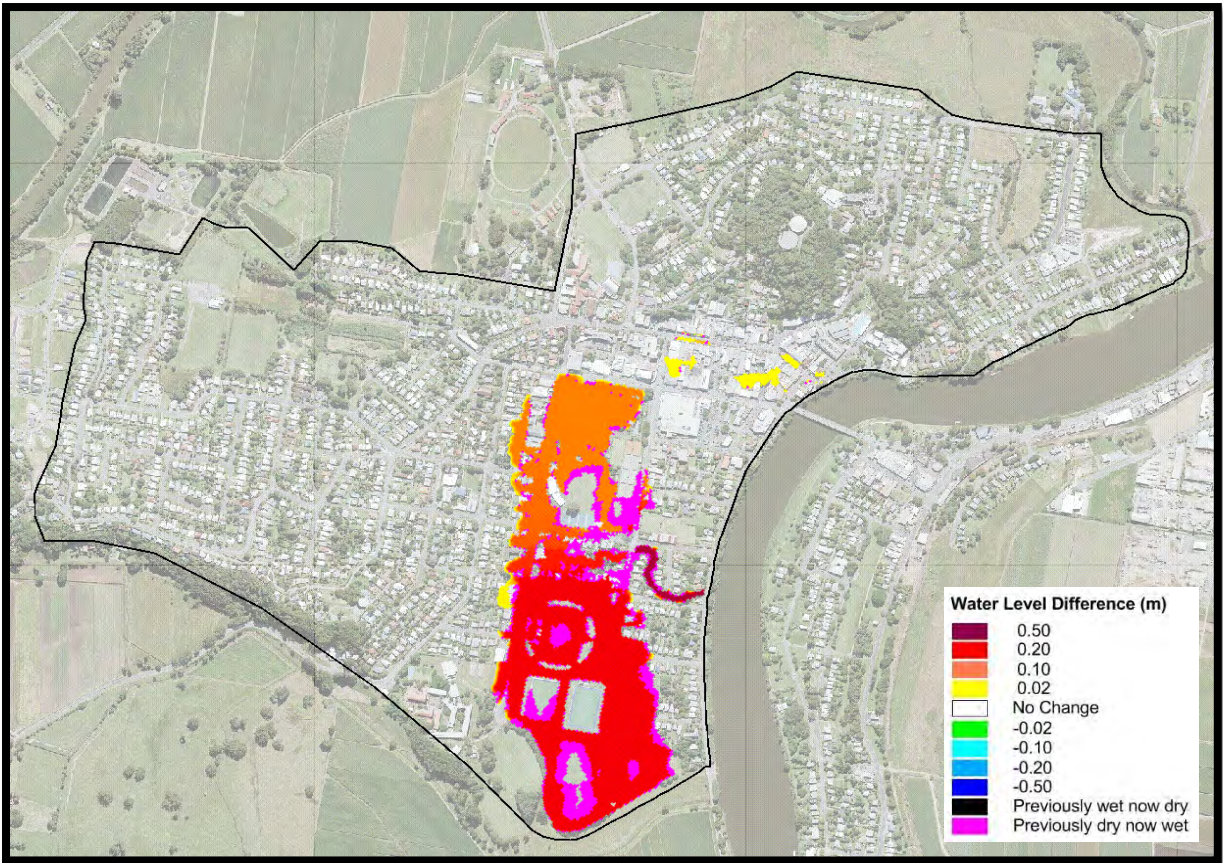 Water Level Difference (m)
0.50
0.20
0.10
0.02
No Change
-0.02
-0.10
-0.20
-0.50
Previously wet now dry
Previously dry now wet